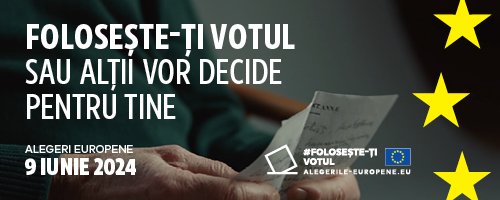 FOLOSEȘTE-ȚI VOTUL
SAU ALȚII VOR DECIDE
PENTRU TINE
ALEGERI EUROPENE
9 IUNIE 2024
#FOLOSEȘTE-ȚI
VOTUL
ALEGERILE-EUROPENE.EU